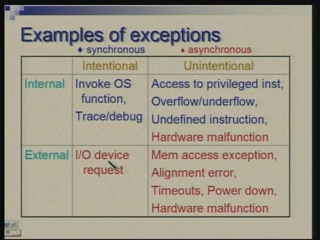 Examples of exceptions
♦ synchronous ♦ asynchronous
Intentional Unintentional
Internal
Invoke OS
function,
Trace/debug
Access to privileged inst,
Overflow/underflow,
Undefined instruction,
Hardware malfunction
External
I/O device
request
Mem access exception,
Alignment error,
Timeouts, Power down,
Hardware malfunction